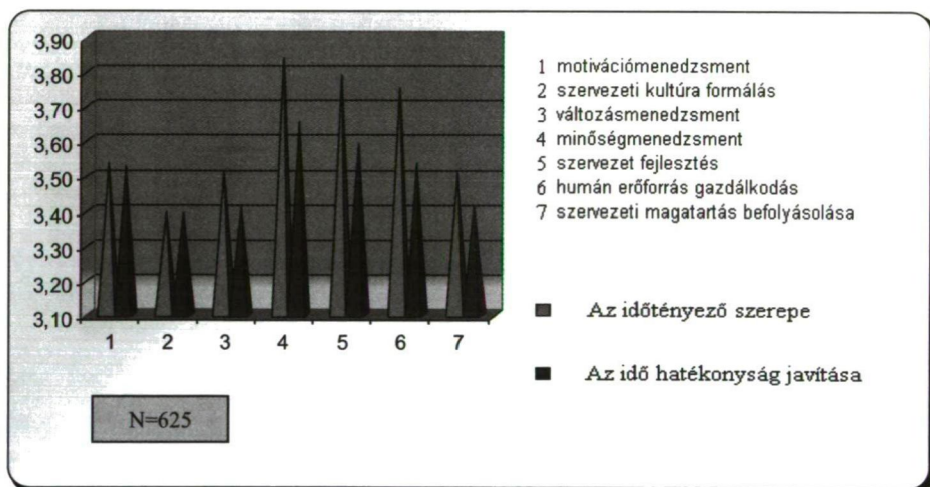 3,90
3,80
3,70
3,60
3,50
3,40
3,30
3,20
3,10
1 2 3 4 5 6 7
1 motivációmenedzsment
2 szervezeti kultúra formálás
3 változásmenedzsment
4 minőségmenedzsment
5 szervezet fejlesztés
6 humán erőforrás gazdálkodás
7 szervezeti magatartás befolyásolása
Az időtényező szerepe
Az idő hatékonyság javítása
N=625